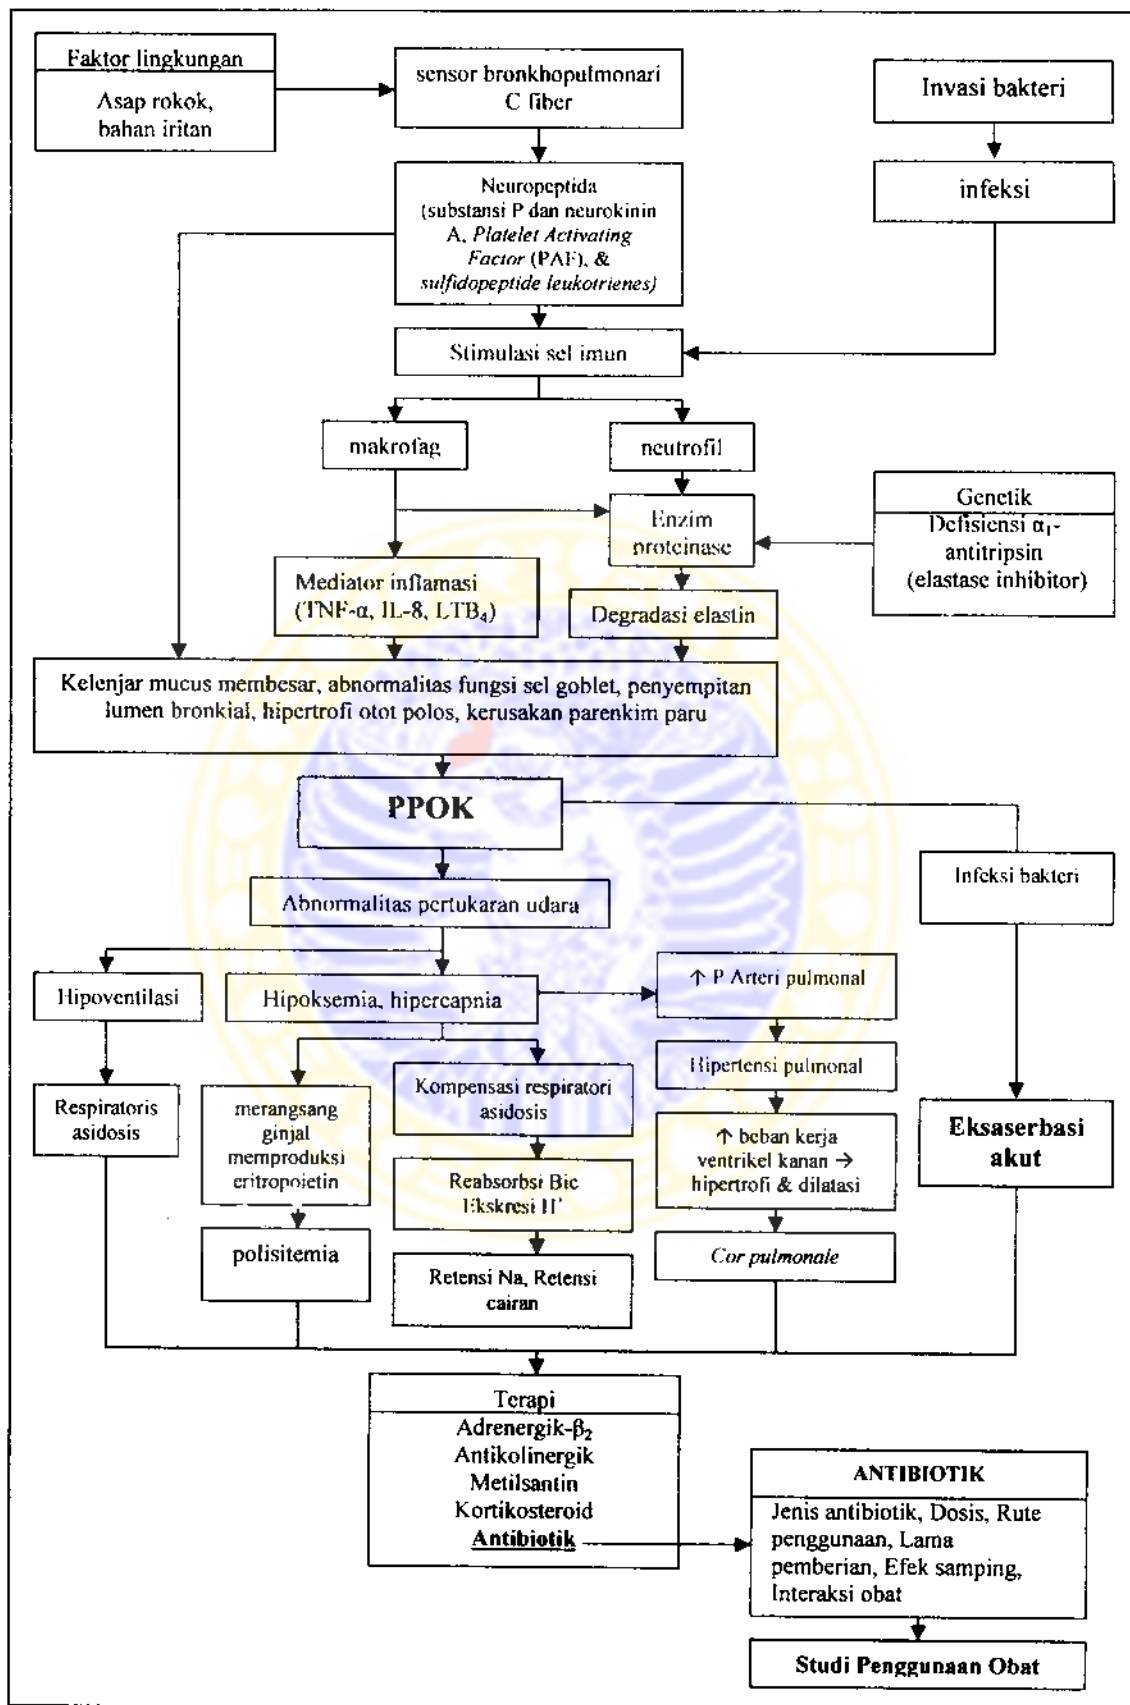 Faktor lingkungan
Asap rokok,
bahan iritan
sensor bronkhopulmonari
C fiber
Invasi bakteri
infeksi
Neuropeptida
(substansi P dan neurokinin
A, Platelet Activating
Factor (PAF), &
sulfidopeptide leukotrienes)
Stimulasi sel imun
makrofag
neutrofil
Enzim
proteinase
Genetik
Defisiensi α₁-
antitripsin
(elastase inhibitor)
Mediator inflamasi
(TNF-α, IL-8, LTB₄)
Degradasi elastin
Kelenjar mucus membesar, abnormalitas fungsi sel goblet, penyempitan
lumen bronkial, hipertrofi otot polos, kerusakan parenkim paru
PPOK
Infeksi bakteri
Abnormalitas pertukaran udara
Hipoventilasi
Hipoksemia, hipercapnia
↑ P Arteri pulmonal
Hipertensi pulmonal
Respiratoris
asidosis
merangsang
ginjal
memproduksi
eritropoietin
Kompensasi respiratori
asidosis
↑ beban kerja
ventrikel kanan →
hipertrofi & dilatasi
Eksaserbasi
akut
Reabsorbsi Bic
Ekskresi H⁺
polisitemia
Cor pulmonale
Retensi Na, Retensi
cairan
Terapi
Adrenergik-β₂
Antikolinergik
Metilsantin
Kortikosteroid
Antibiotik
ANTIBIOTIK
Jenis antibiotik, Dosis, Rute
penggunaan, Lama
pemberian, Efek samping,
Interaksi obat
Studi Penggunaan Obat